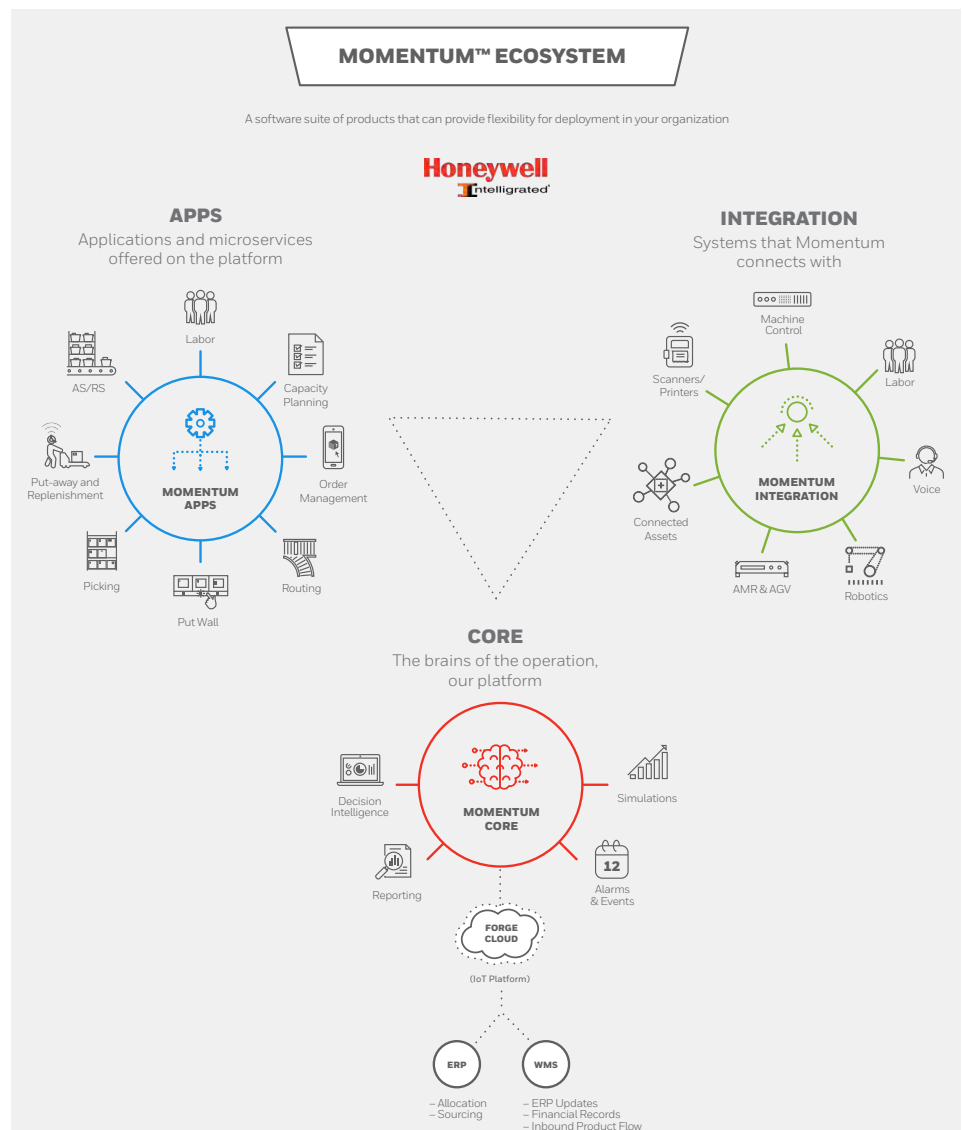 MOMENTUM™ ECOSYSTEM
A software suite of products that can provide flexibility for deployment in your organization
Honeywell
Intelligrated®
APPS
Applications and microservices
offered on the platform
Labor
AS/RS
Capacity
Planning
Put-away and
Replenishment
Order
Management
MOMENTUM
APPS
Picking
Routing
Put Wall
INTEGRATION
Systems that Momentum
connects with
Machine
Control
Scanners/
Printers
Labor
MOMENTUM
INTEGRATION
Voice
Connected
Assets
AMR & AGV
Robotics
CORE
The brains of the operation,
our platform
Decision
Intelligence
Simulations
MOMENTUM
CORE
Reporting
12
Alarms
& Events
FORGE
CLOUD
(IoT Platform)
ERP
– Allocation
– Sourcing
WMS
– ERP Updates
– Financial Records
– Inbound Product Flow